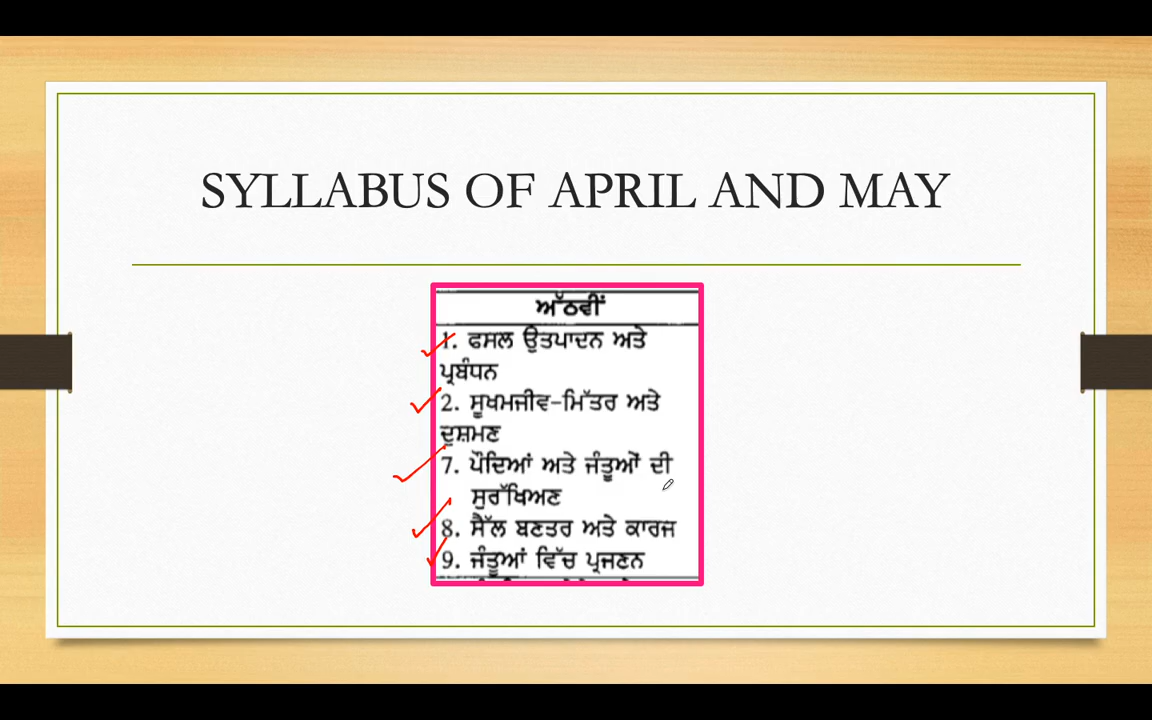 SYLLABUS OF APRIL AND MAY
ਅੱਠਵੀਂ
1. ਫਸਲ ਉਤਪਾਦਨ ਅਤੇ
ਪ੍ਰਬੰਧਨ
2. ਸੂਖਮਜੀਵ-ਮਿੱਤਰ ਅਤੇ
ਦੁਸ਼ਮਣ
7. ਪੌਦਿਆਂ ਅਤੇ ਜੰਤੂਆਂ ਦੀ
ਸੁਰੱਖਿਅਣ
8. ਸੈੱਲ ਬਣਤਰ ਅਤੇ ਕਾਰਜ
9. ਜੰਤੂਆਂ ਵਿੱਚ ਪ੍ਰਜਣਨ